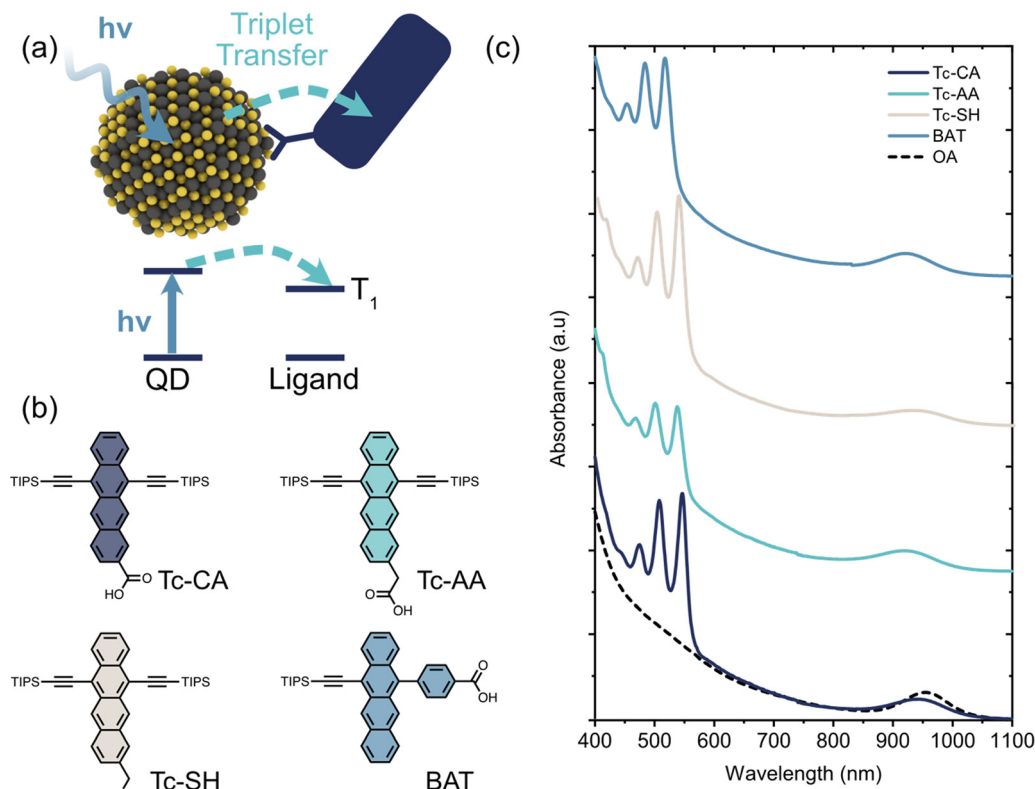 (a)
hν
Triplet
Transfer
hν
T1
QD
Ligand
(b)
TIPS
TIPS
O
HO
Tc-CA
TIPS
TIPS
O
OH
Tc-AA
TIPS
TIPS
Tc-SH
TIPS
O
OH
BAT
(c)
Tc-CA
Tc-AA
Tc-SH
BAT
OA
Absorbance (a.u)
400 500 600 700 800 900 1000 1100
Wavelength (nm)